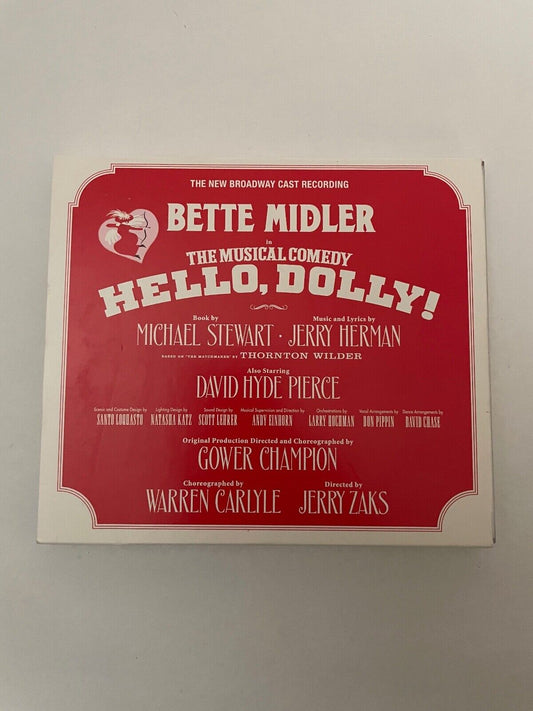 THE NEW BROADWAY CAST RECORDING
BETTE MIDLER
in
THE MUSICAL COMEDY
HELLO, DOLLY!
Book by Music and Lyrics by
MICHAEL STEWART · JERRY HERMAN
BASED ON "THE MATCHMAKER" BY THORNTON WILDER
Also Starring
DAVID HYDE PIERCE
Scenic and Costume Design by Lighting Design by Sound Design by Musical Supervision and Direction by Orchestrations by Vocal Arrangements by Dance Arrangements by
SANTO LOQUASTO NATASHA KATZ SCOTT LEHRER ANDY EINHORN LARRY HOCHMAN DON PIPPIN DAVID CHASE
Original Production Directed and Choreographed by
GOWER CHAMPION
Choreographed by Directed by
WARREN CARLYLE JERRY ZAKS